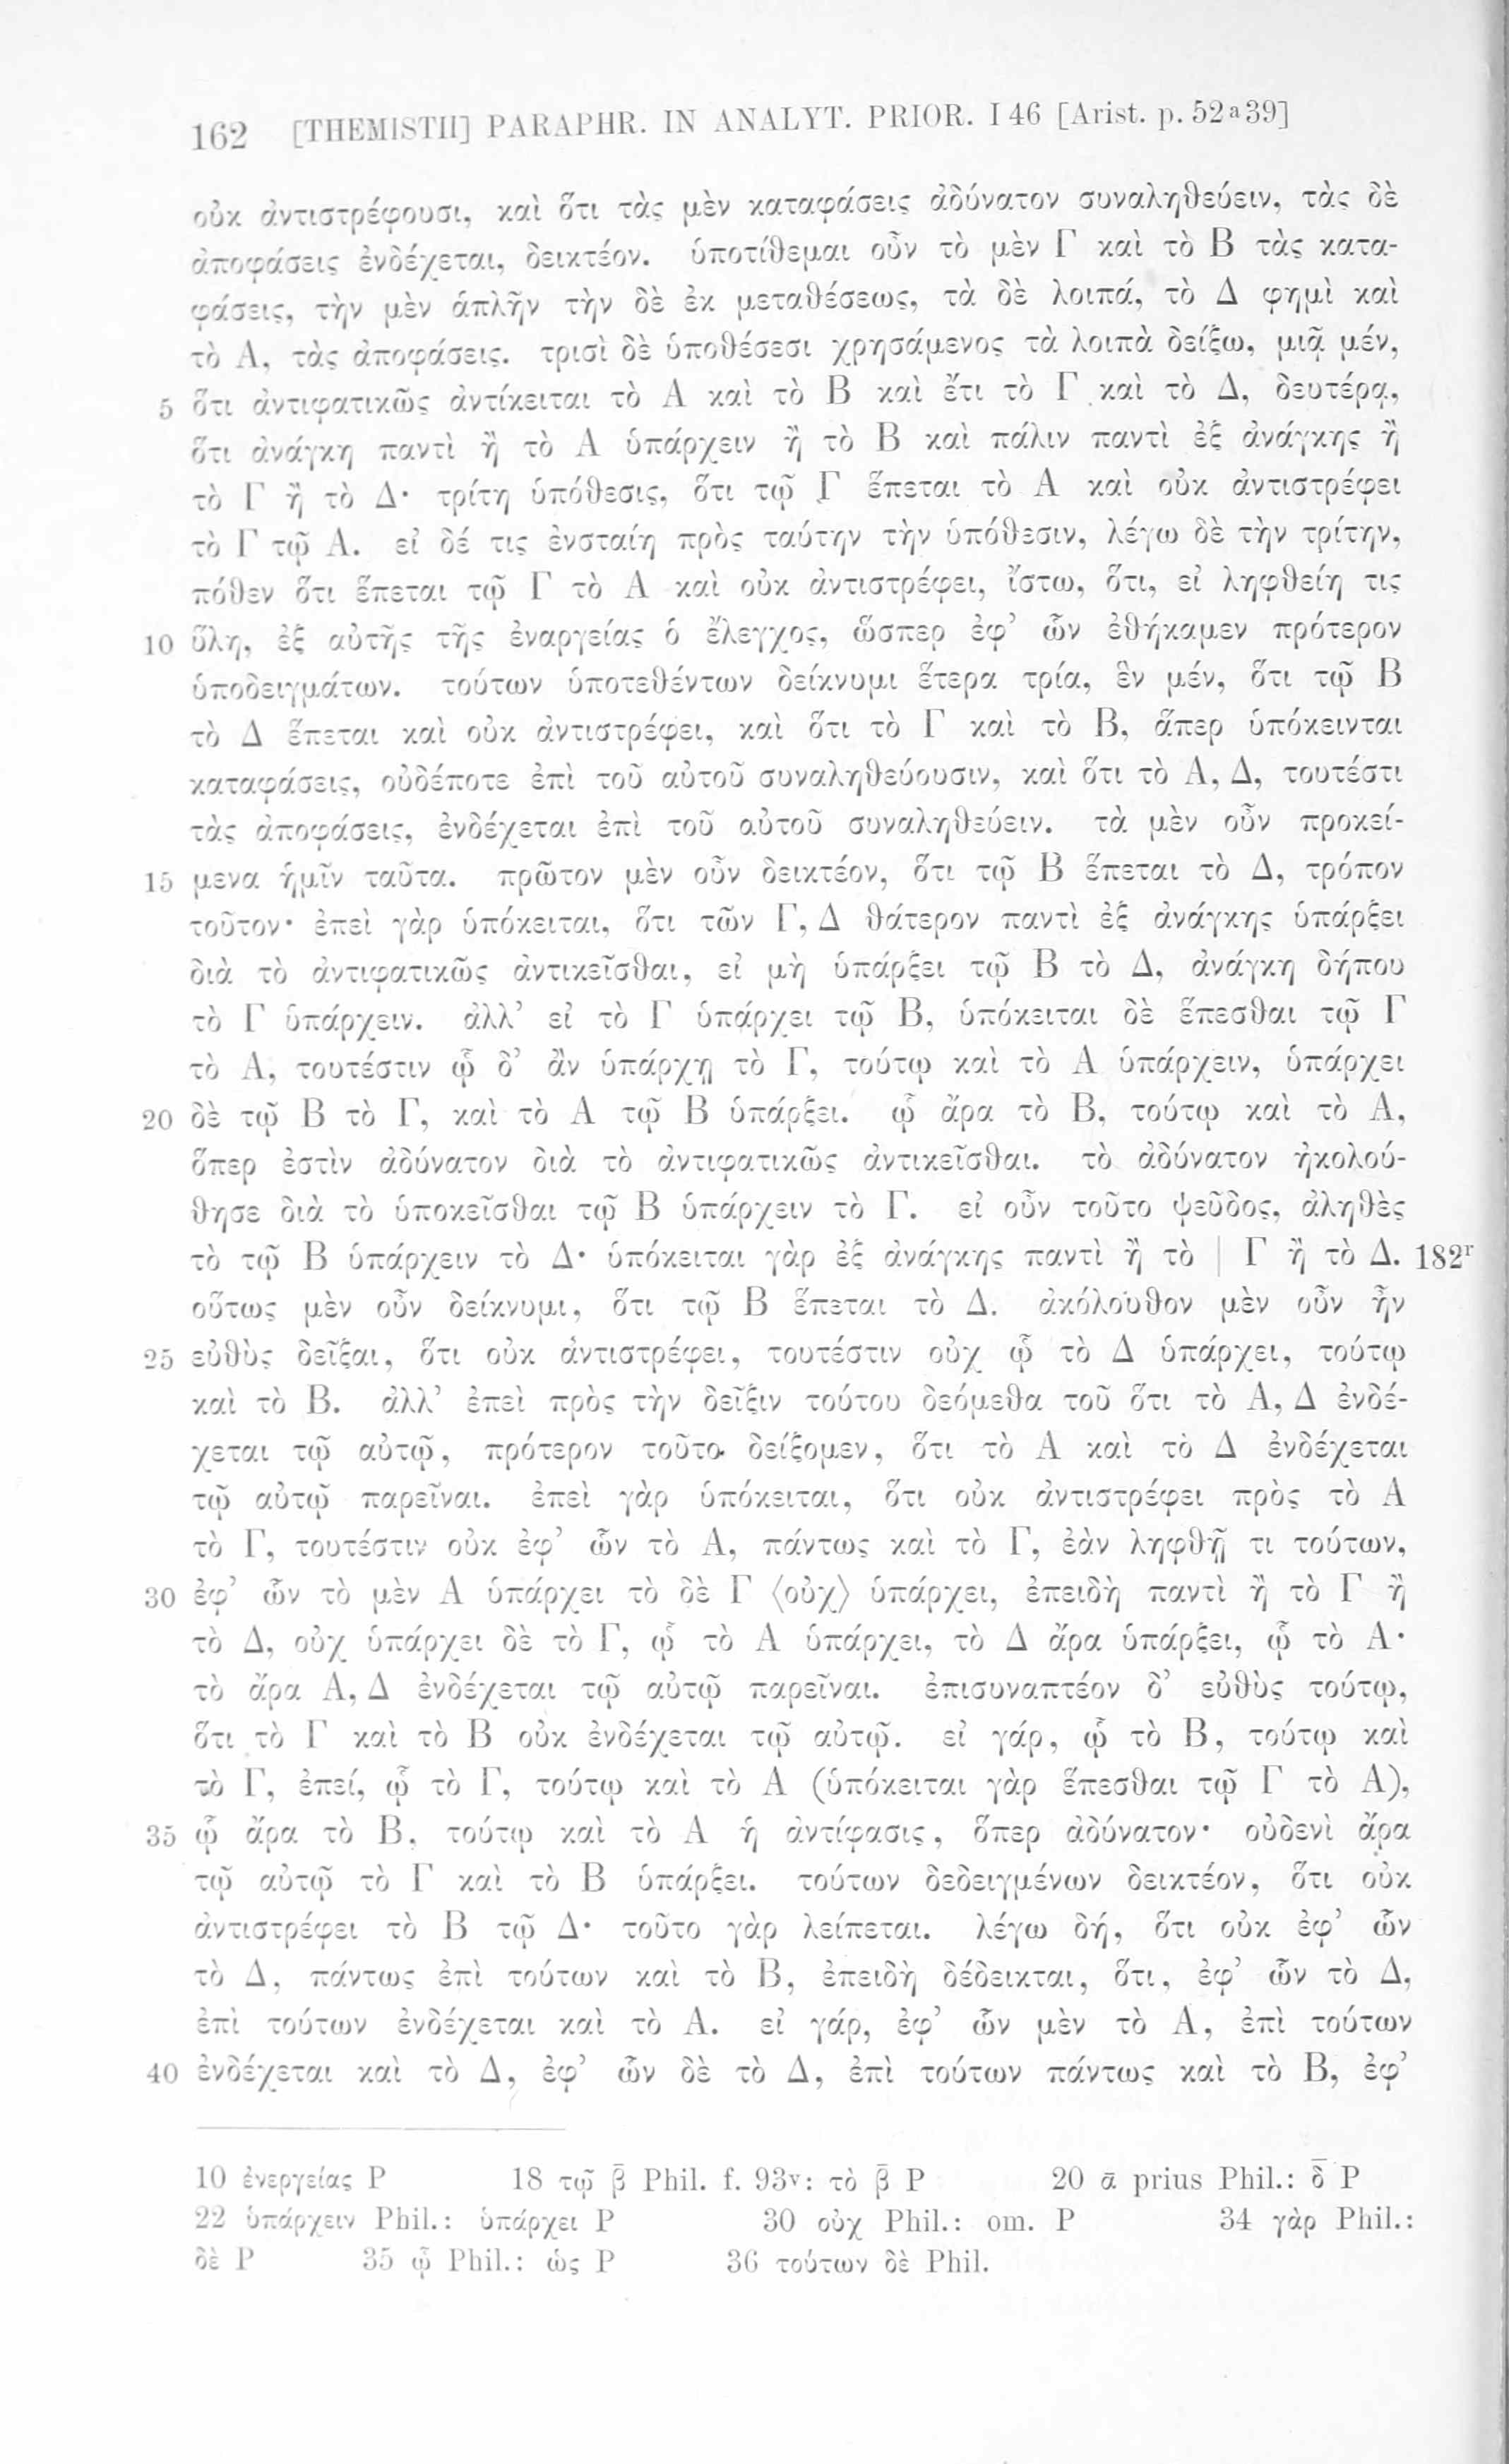 162 [THEMISTII] PARAPHR. IN ANALYT. PRIOR. I 46 [Arist. p. 52ᵃ39]
οὐκ ἀντιστρέφουσι, καὶ ὅτι τὰς μὲν καταφάσεις ἀδύνατον συναληθεύειν, τὰς δὲ
ἀποφάσεις ἐνδέχεται, δεικτέον. ὑποτίθεμαι οὖν τὸ μὲν Γ καὶ τὸ Β τὰς κατα-
φάσεις, τὴν μὲν ἁπλῆν τὴν δὲ ἐκ μεταθέσεως, τὰ δὲ λοιπά, τὸ Δ φημὶ καὶ
τὸ Α, τὰς ἀποφάσεις. τρισὶ δὲ ὑποθέσεσι χρησάμενος τὰ λοιπὰ δείξω, μιᾷ μέν,
5 ὅτι ἀντιφατικῶς ἀντίκειται τὸ Α καὶ τὸ Β καὶ ἔτι τὸ Γ καὶ τὸ Δ, δευτέρᾳ,
ὅτι ἀνάγκη παντὶ ἢ τὸ Α ὑπάρχειν ἢ τὸ Β καὶ πάλιν παντὶ ἐξ ἀνάγκης ἢ
τὸ Γ ἢ τὸ Δ· τρίτη ὑπόθεσις, ὅτι τῷ Γ ἕπεται τὸ Α καὶ οὐκ ἀντιστρέφει
τὸ Γ τῷ Α. εἰ δέ τις ἐνσταίη πρὸς ταύτην τὴν ὑπόθεσιν, λέγω δὲ τὴν τρίτην,
πόθεν ὅτι ἕπεται τῷ Γ τὸ Α καὶ οὐκ ἀντιστρέφει, ἴστω, ὅτι, εἰ ληφθείη τις
10 ὕλη, ἐξ αὐτῆς τῆς ἐναργείας ὁ ἔλεγχος, ὥσπερ ἐφ’ ὧν ἐθήκαμεν πρότερον
ὑποδειγμάτων. τούτων ὑποτεθέντων δείκνυμι ἕτερα τρία, ἓν μέν, ὅτι τῷ Β
τὸ Δ ἕπεται καὶ οὐκ ἀντιστρέφει, καὶ ὅτι τὸ Γ καὶ τὸ Β, ἅπερ ὑπόκεινται
καταφάσεις, οὐδέποτε ἐπὶ τοῦ αὐτοῦ συναληθεύουσιν, καὶ ὅτι τὸ Α, Δ, τουτέστι
τὰς ἀποφάσεις, ἐνδέχεται ἐπὶ τοῦ αὐτοῦ συναληθεύειν. τὰ μὲν οὖν προκεί-
15 μενα ἡμῖν ταῦτα. πρῶτον μὲν οὖν δεικτέον, ὅτι τῷ Β ἕπεται τὸ Δ, τρόπον
τοῦτον· ἐπεὶ γὰρ ὑπόκειται, ὅτι τῶν Γ, Δ θάτερον παντὶ ἐξ ἀνάγκης ὑπάρξει
διὰ τὸ ἀντιφατικῶς ἀντικεῖσθαι, εἰ μὴ ὑπάρξει τῷ Β τὸ Δ, ἀνάγκη δήπου
τὸ Γ ὑπάρχειν. ἀλλ’ εἰ τὸ Γ ὑπάρχει τῷ Β, ὑπόκειται δὲ ἕπεσθαι τῷ Γ
τὸ Α, τουτέστιν ᾧ δ’ ἂν ὑπάρχῃ τὸ Γ, τούτῳ καὶ τὸ Α ὑπάρχειν, ὑπάρχει
20 δὲ τῷ Β τὸ Γ, καὶ τὸ Α τῷ Β ὑπάρξει. ᾧ ἄρα τὸ Β, τούτῳ καὶ τὸ Α,
ὅπερ ἐστὶν ἀδύνατον διὰ τὸ ἀντιφατικῶς ἀντικεῖσθαι. τὸ ἀδύνατον ἠκολού-
θησε διὰ τὸ ὑποκεῖσθαι τῷ Β ὑπάρχειν τὸ Γ. εἰ οὖν τοῦτο ψεῦδος, ἀληθὲς
τὸ τῷ Β ὑπάρχειν τὸ Δ· ὑπόκειται γὰρ ἐξ ἀνάγκης παντὶ ἢ τὸ | Γ ἢ τὸ Δ. 182ʳ
οὕτως μὲν οὖν δείκνυμι, ὅτι τῷ Β ἕπεται τὸ Δ. ἀκόλουθον μὲν οὖν ἦν
25 εὐθὺς δεῖξαι, ὅτι οὐκ ἀντιστρέφει, τουτέστιν οὐχ ᾧ τὸ Δ ὑπάρχει, τούτῳ
καὶ τὸ Β. ἀλλ’ ἐπεὶ πρὸς τὴν δεῖξιν τούτου δεόμεθα τοῦ ὅτι τὸ Α, Δ ἐνδέ-
χεται τῷ αὐτῷ, πρότερον τοῦτο δείξομεν, ὅτι τὸ Α καὶ τὸ Δ ἐνδέχεται
τῷ αὐτῷ παρεῖναι. ἐπεὶ γὰρ ὑπόκειται, ὅτι οὐκ ἀντιστρέφει πρὸς τὸ Α
τὸ Γ, τουτέστιν οὐκ ἐφ’ ὧν τὸ Α, πάντως καὶ τὸ Γ, ἐὰν ληφθῇ τι τούτων,
30 ἐφ’ ὧν τὸ μὲν Α ὑπάρχει τὸ δὲ Γ ⟨οὐχ⟩ ὑπάρχει, ἐπειδὴ παντὶ ἢ τὸ Γ ἢ
τὸ Δ, οὐχ ὑπάρχει δὲ τὸ Γ, ᾧ τὸ Α ὑπάρχει, τὸ Δ ἄρα ὑπάρξει, ᾧ τὸ Α·
τὸ ἄρα Α, Δ ἐνδέχεται τῷ αὐτῷ παρεῖναι. ἐπισυναπτέον δ’ εὐθὺς τούτῳ,
ὅτι τὸ Γ καὶ τὸ Β οὐκ ἐνδέχεται τῷ αὐτῷ. εἰ γάρ, ᾧ τὸ Β, τούτῳ καὶ
τὸ Γ, ἐπεί, ᾧ τὸ Γ, τούτῳ καὶ τὸ Α (ὑπόκειται γὰρ ἕπεσθαι τῷ Γ τὸ Α),
35 ᾧ ἄρα τὸ Β, τούτῳ καὶ τὸ Α ἡ ἀντίφασις, ὅπερ ἀδύνατον· οὐδενὶ ἄρα
τῷ αὐτῷ τὸ Γ καὶ τὸ Β ὑπάρξει. τούτων δεδειγμένων δεικτέον, ὅτι οὐκ
ἀντιστρέφει τὸ Β τῷ Δ· τοῦτο γὰρ λείπεται. λέγω δή, ὅτι οὐκ ἐφ’ ὧν
τὸ Δ, πάντως ἐπὶ τούτων καὶ τὸ Β, ἐπειδὴ δέδεικται, ὅτι, ἐφ’ ὧν τὸ Δ,
ἐπὶ τούτων ἐνδέχεται καὶ τὸ Α. εἰ γάρ, ἐφ’ ὧν μὲν τὸ Α, ἐπὶ τούτων
40 ἐνδέχεται καὶ τὸ Δ, ἐφ’ ὧν δὲ τὸ Δ, ἐπὶ τούτων πάντως καὶ τὸ Β, ἐφ’
10 ἐνεργείας P 18 τῷ β̄ Phil. f. 93ᵛ: τὸ β̄ P 20 ᾱ prius Phil.: δ̄ P
22 ὑπάρχειν Phil.: ὑπάρχει P 30 οὐχ Phil.: om. P 34 γὰρ Phil.:
δὲ P 35 ᾧ Phil.: ὡς P 36 τούτων δὲ Phil.